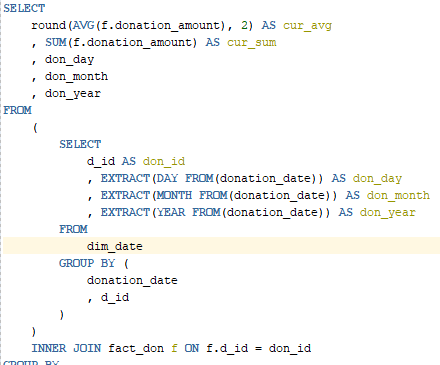 SELECT
round(AVG(f.donation_amount), 2) AS cur_avg
, SUM(f.donation_amount) AS cur_sum
, don_day
, don_month
, don_year
FROM
(
SELECT
d_id AS don_id
, EXTRACT(DAY FROM(donation_date)) AS don_day
, EXTRACT(MONTH FROM(donation_date)) AS don_month
, EXTRACT(YEAR FROM(donation_date)) AS don_year
FROM
dim_date
GROUP BY (
donation_date
, d_id
)
)
INNER JOIN fact_don f ON f.d_id = don_id
GROUP BY